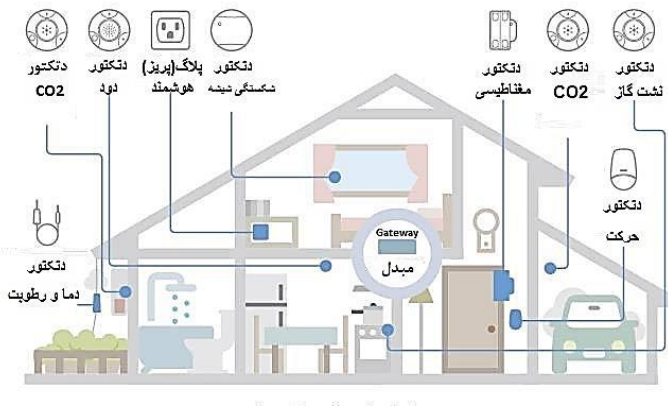 دتکتور
CO2
دتکتور
دود
پلاگ(پریز)
هوشمند
دتکتور
شکستگی شیشه
دتکتور
مغناطیسی
دتکتور
CO2
دتکتور
نشت گاز
دتکتور
حرکت
دتکتور
دما و رطوبت
Gateway
مبدل